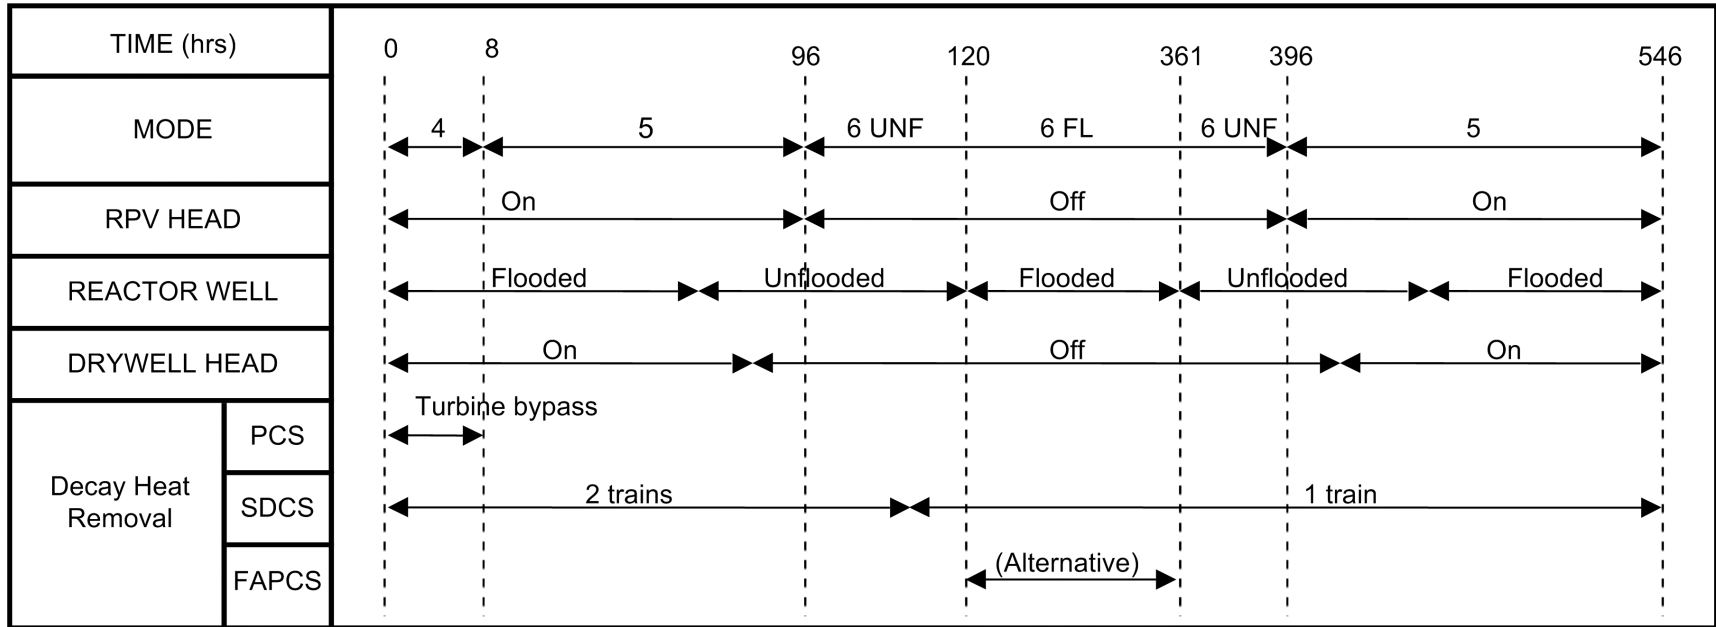 TIME (hrs)
0 8 96 120 361 396 546
MODE
4 5 6 UNF 6 FL 6 UNF 5
RPV HEAD
On Off On
REACTOR WELL
Flooded Unflooded Flooded Unflooded Flooded
DRYWELL HEAD
On Off On
Decay Heat
Removal
PCS
Turbine bypass
SDCS
2 trains 1 train
FAPCS
(Alternative)